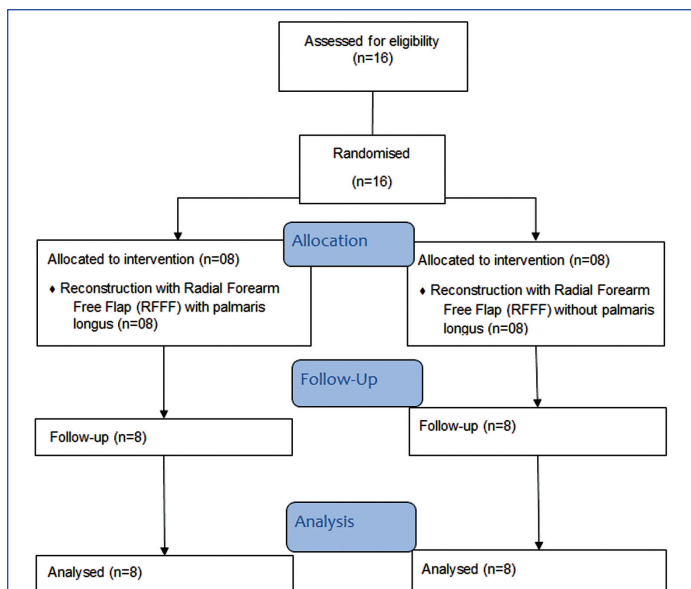 Assessed for eligibility
(n=16)
Randomised
(n=16)
Allocation
Allocated to intervention (n=08)
♦ Reconstruction with Radial Forearm
Free Flap (RFFF) with palmaris
longus (n=08)
Allocated to intervention (n=08)
♦ Reconstruction with Radial Forearm
Free Flap (RFFF) without palmaris
longus (n=08)
Follow-Up
Follow-up (n=8)
Follow-up (n=8)
Analysis
Analysed (n=8)
Analysed (n=8)